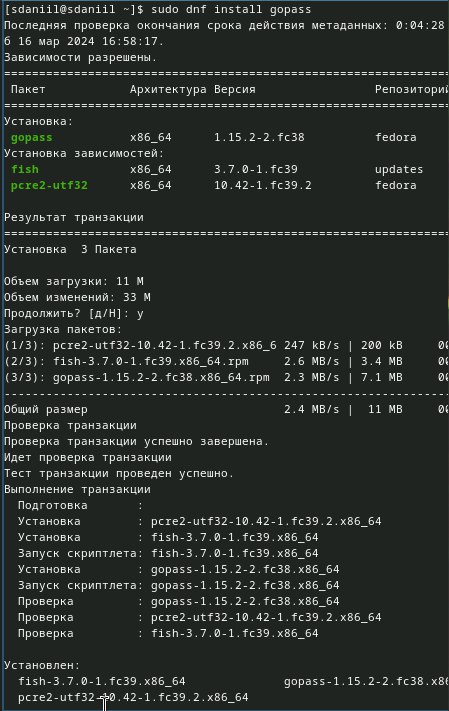 [sdaniil@sdaniil ~]$ sudo dnf install gopass
Последняя проверка окончания срока действия метаданных: 0:04:28
б 16 мар 2024 16:58:17.
Зависимости разрешены.
Пакет Архитектура Версия Репозиторий
Установка:
gopass x86_64 1.15.2-2.fc38 fedora
Установка зависимостей:
fish x86_64 3.7.0-1.fc39 updates
pcre2-utf32 x86_64 10.42-1.fc39.2 fedora
Результат транзакции
Установка 3 Пакета
Объем загрузки: 11 M
Объем изменений: 33 M
Продолжить? [д/Н]: y
Загрузка пакетов:
(1/3): pcre2-utf32-10.42-1.fc39.2.x86_6 247 kB/s | 200 kB 00
(2/3): fish-3.7.0-1.fc39.x86_64.rpm 2.6 MB/s | 3.4 MB 00
(3/3): gopass-1.15.2-2.fc38.x86_64.rpm 2.3 MB/s | 7.1 MB 00
Общий размер 2.4 MB/s | 11 MB 00
Проверка транзакции
Проверка транзакции успешно завершена.
Идет проверка транзакции
Тест транзакции проведен успешно.
Выполнение транзакции
Подготовка :
Установка : pcre2-utf32-10.42-1.fc39.2.x86_64
Установка : fish-3.7.0-1.fc39.x86_64
Запуск скриптлета: fish-3.7.0-1.fc39.x86_64
Установка : gopass-1.15.2-2.fc38.x86_64
Запуск скриптлета: gopass-1.15.2-2.fc38.x86_64
Проверка : gopass-1.15.2-2.fc38.x86_64
Проверка : pcre2-utf32-10.42-1.fc39.2.x86_64
Проверка : fish-3.7.0-1.fc39.x86_64
Установлен:
fish-3.7.0-1.fc39.x86_64 gopass-1.15.2-2.fc38.x86
pcre2-utf32-10.42-1.fc39.2.x86_64